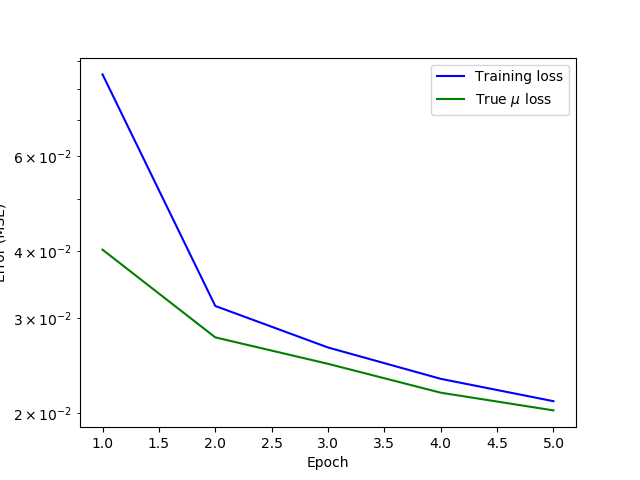 Training loss
True μ loss
6 × 10⁻²
4 × 10⁻²
3 × 10⁻²
2 × 10⁻²
Error (MSE)
1.0 1.5 2.0 2.5 3.0 3.5 4.0 4.5 5.0
Epoch